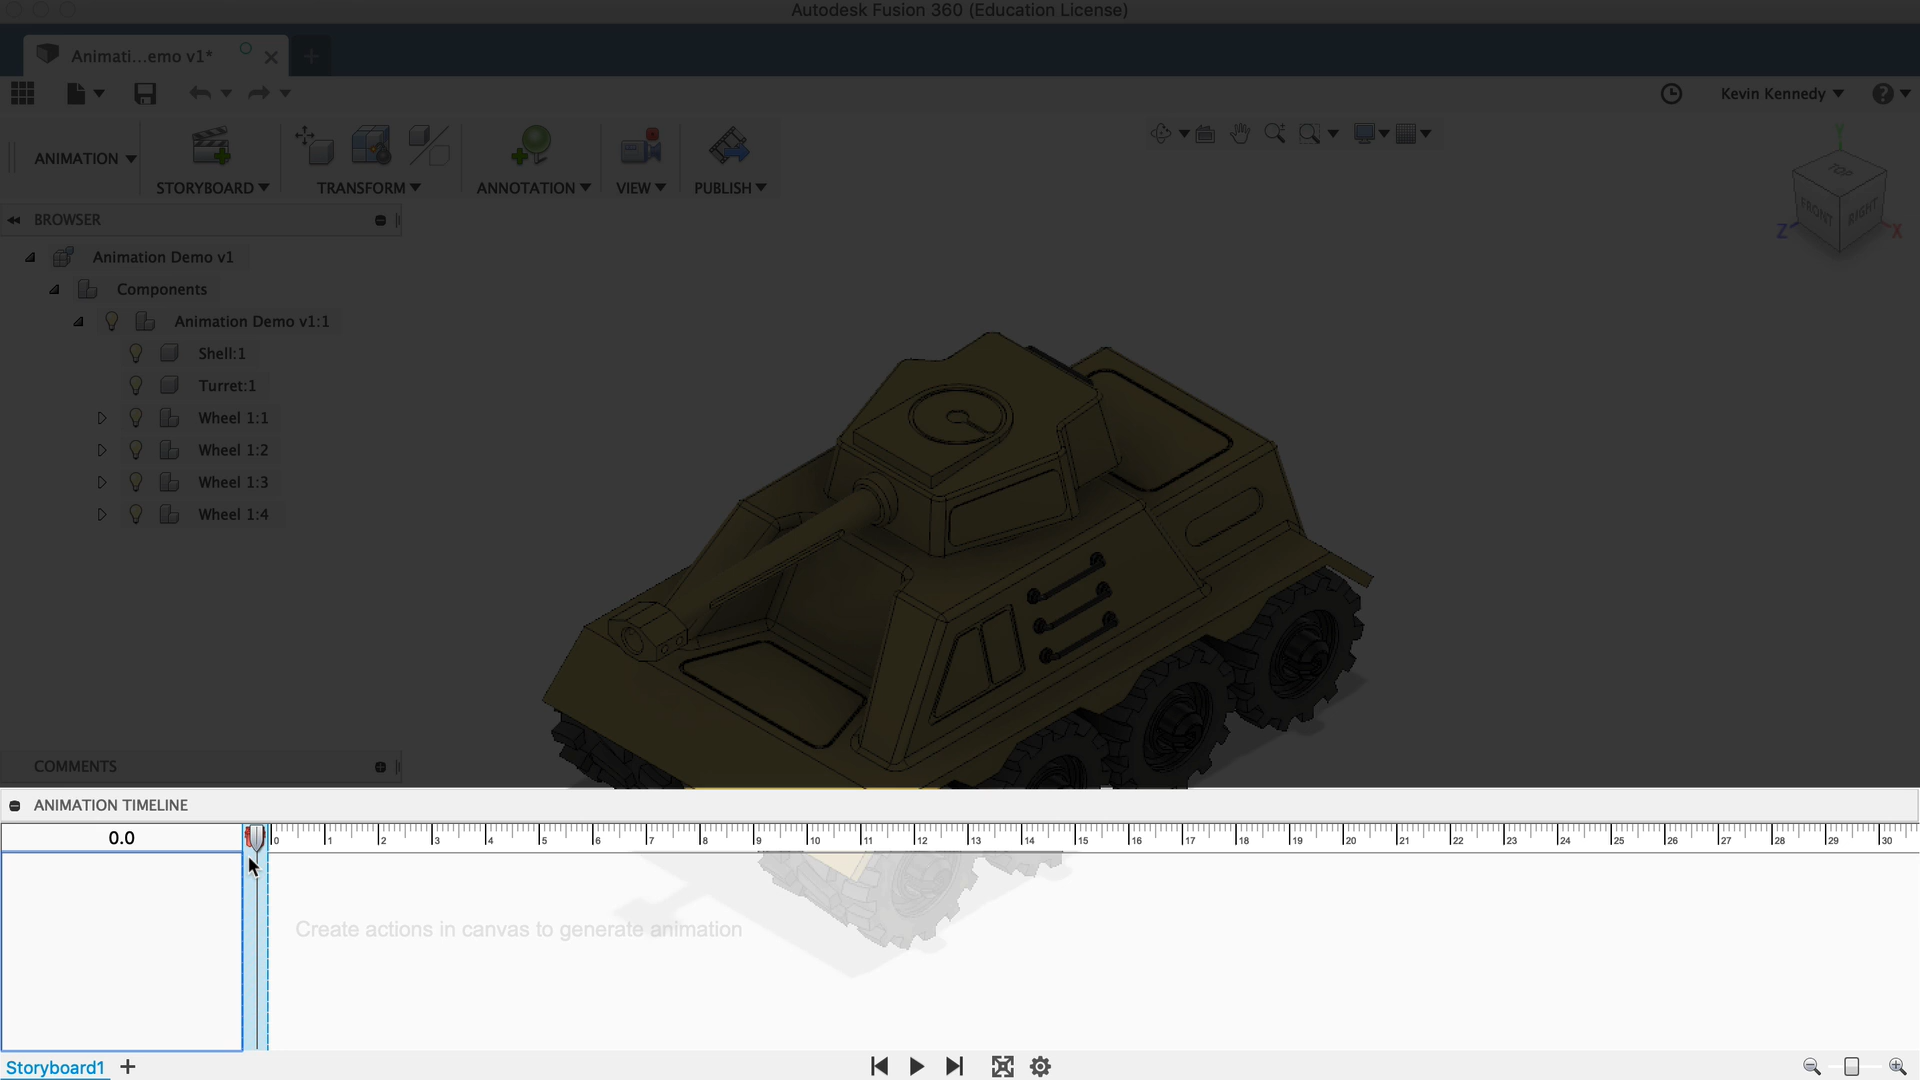 Autodesk Fusion 360 (Education License)
Animati...emo v1*
Kevin Kennedy
ANIMATION
STORYBOARD
TRANSFORM
ANNOTATION
VIEW
PUBLISH
Y
TOP
FRONT
RIGHT
Z
X
BROWSER
Animation Demo v1
Components
Animation Demo v1:1
Shell:1
Turret:1
Wheel 1:1
Wheel 1:2
Wheel 1:3
Wheel 1:4
COMMENTS
ANIMATION TIMELINE
0.0
0 1 2 3 4 5 6 7 8 9 10 11 12 13 14 15 16 17 18 19 20 21 22 23 24 25 26 27 28 29 30
Create actions in canvas to generate animation
Storyboard1